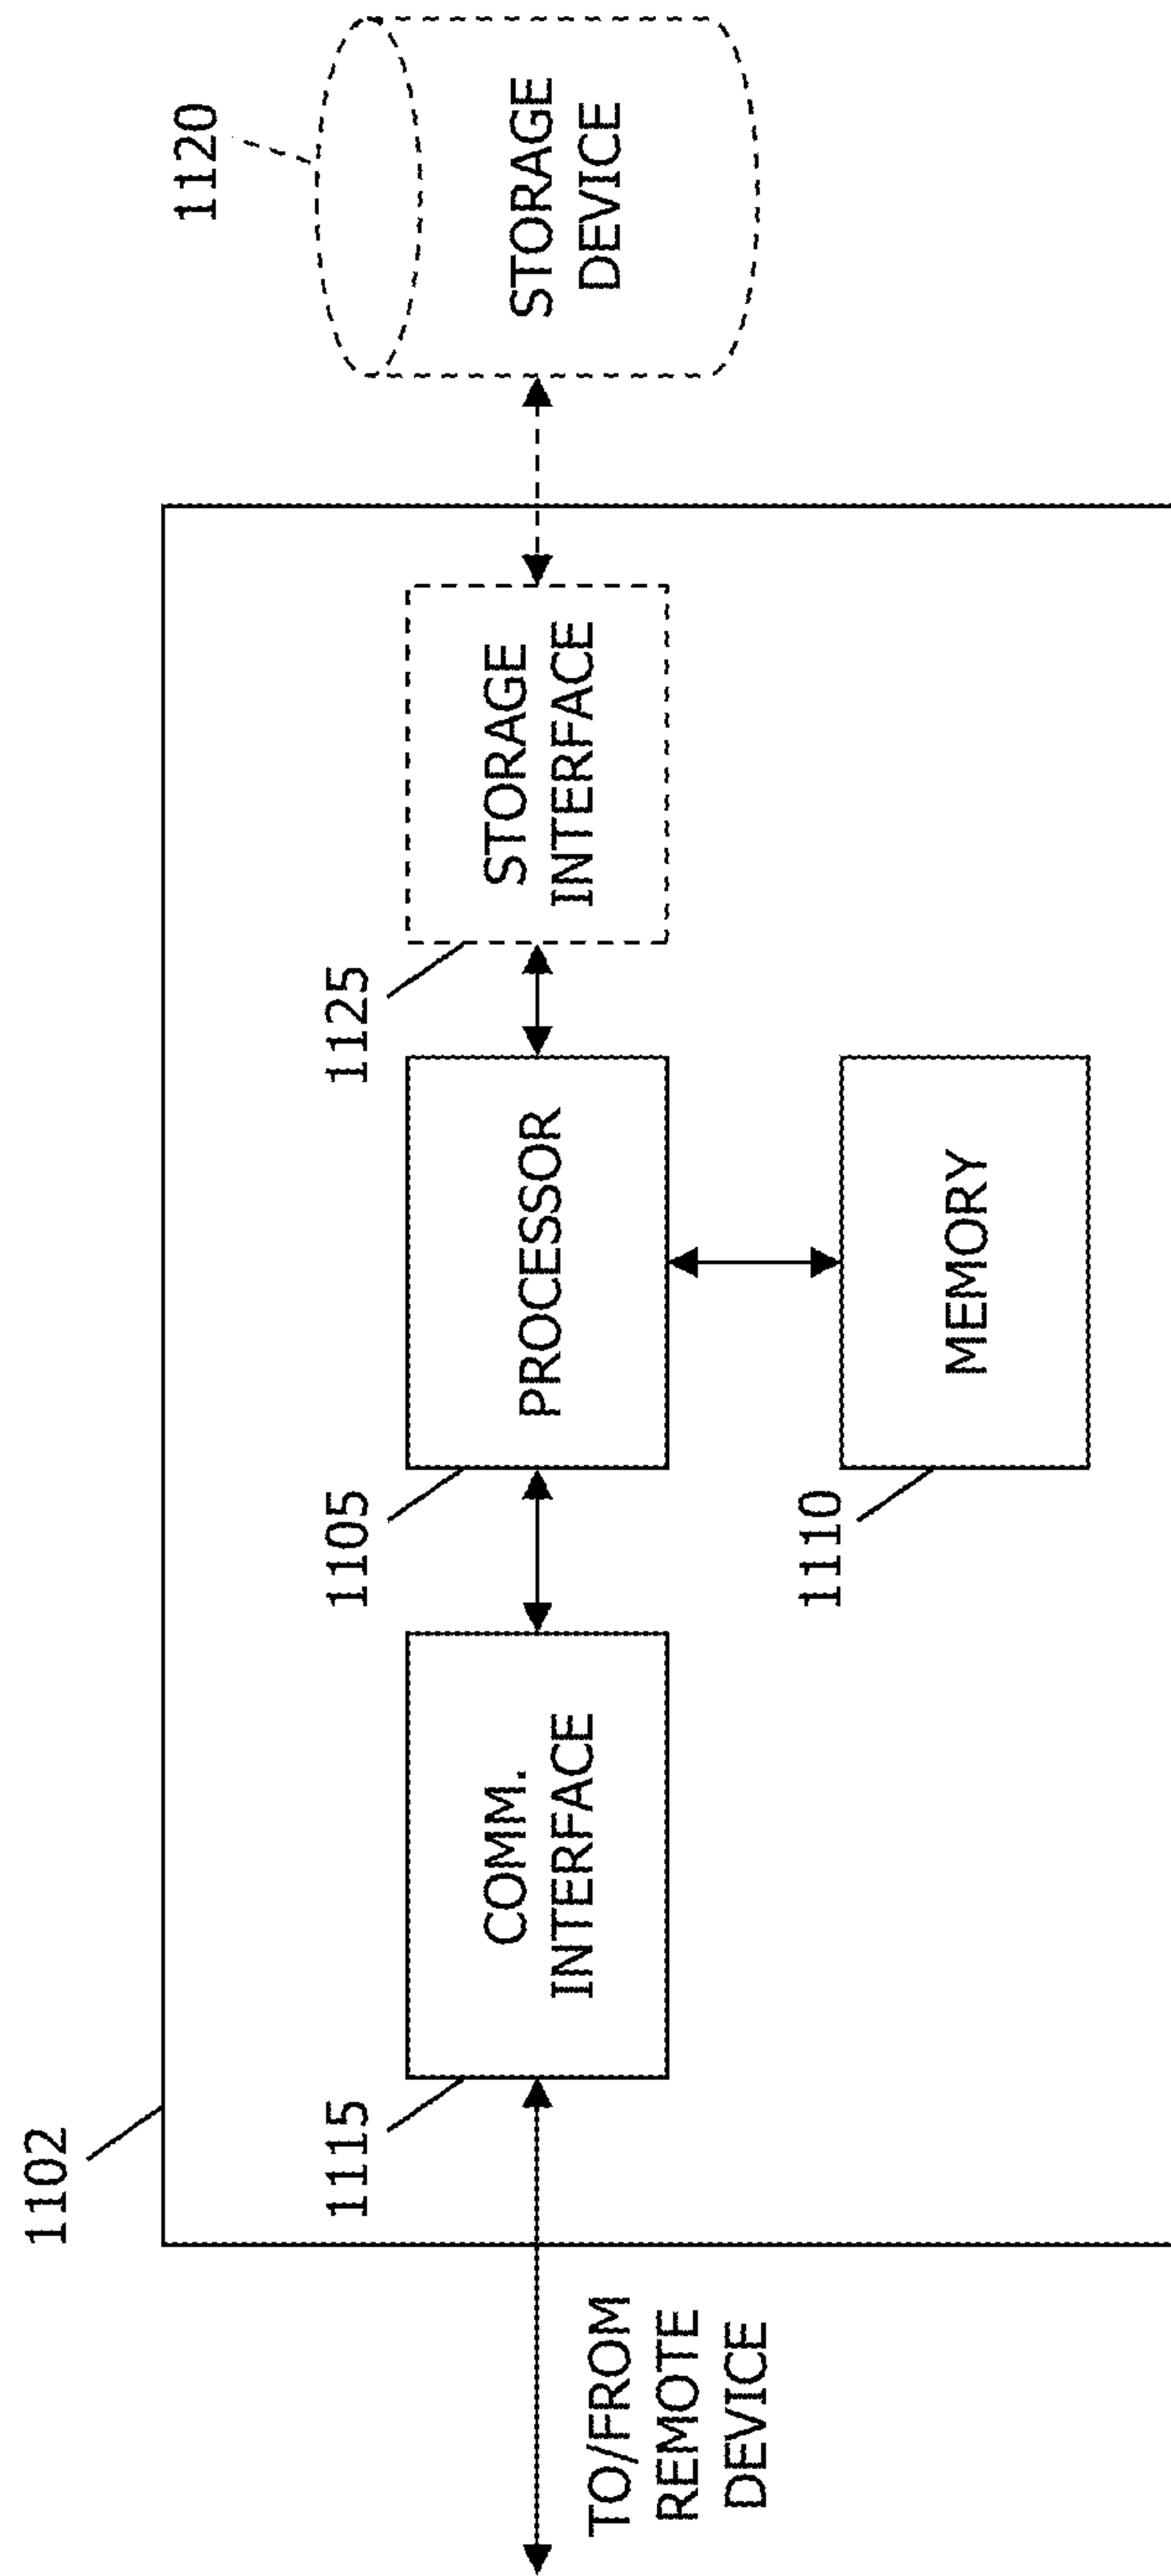 1102
1120
1115
1105
1125
COMM.
INTERFACE
PROCESSOR
STORAGE
INTERFACE
STORAGE
DEVICE
TO/FROM
REMOTE
DEVICE
1110
MEMORY